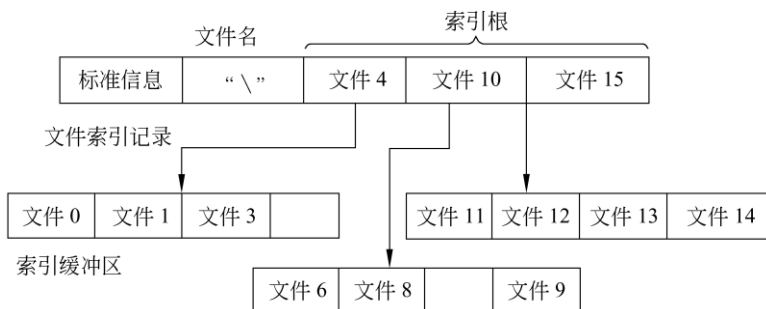 文件名 索引根
标准信息 “\” 文件 4 文件 10 文件 15
文件索引记录
文件 0 文件 1 文件 3 文件 11 文件 12 文件 13 文件 14
索引缓冲区
文件 6 文件 8 文件 9